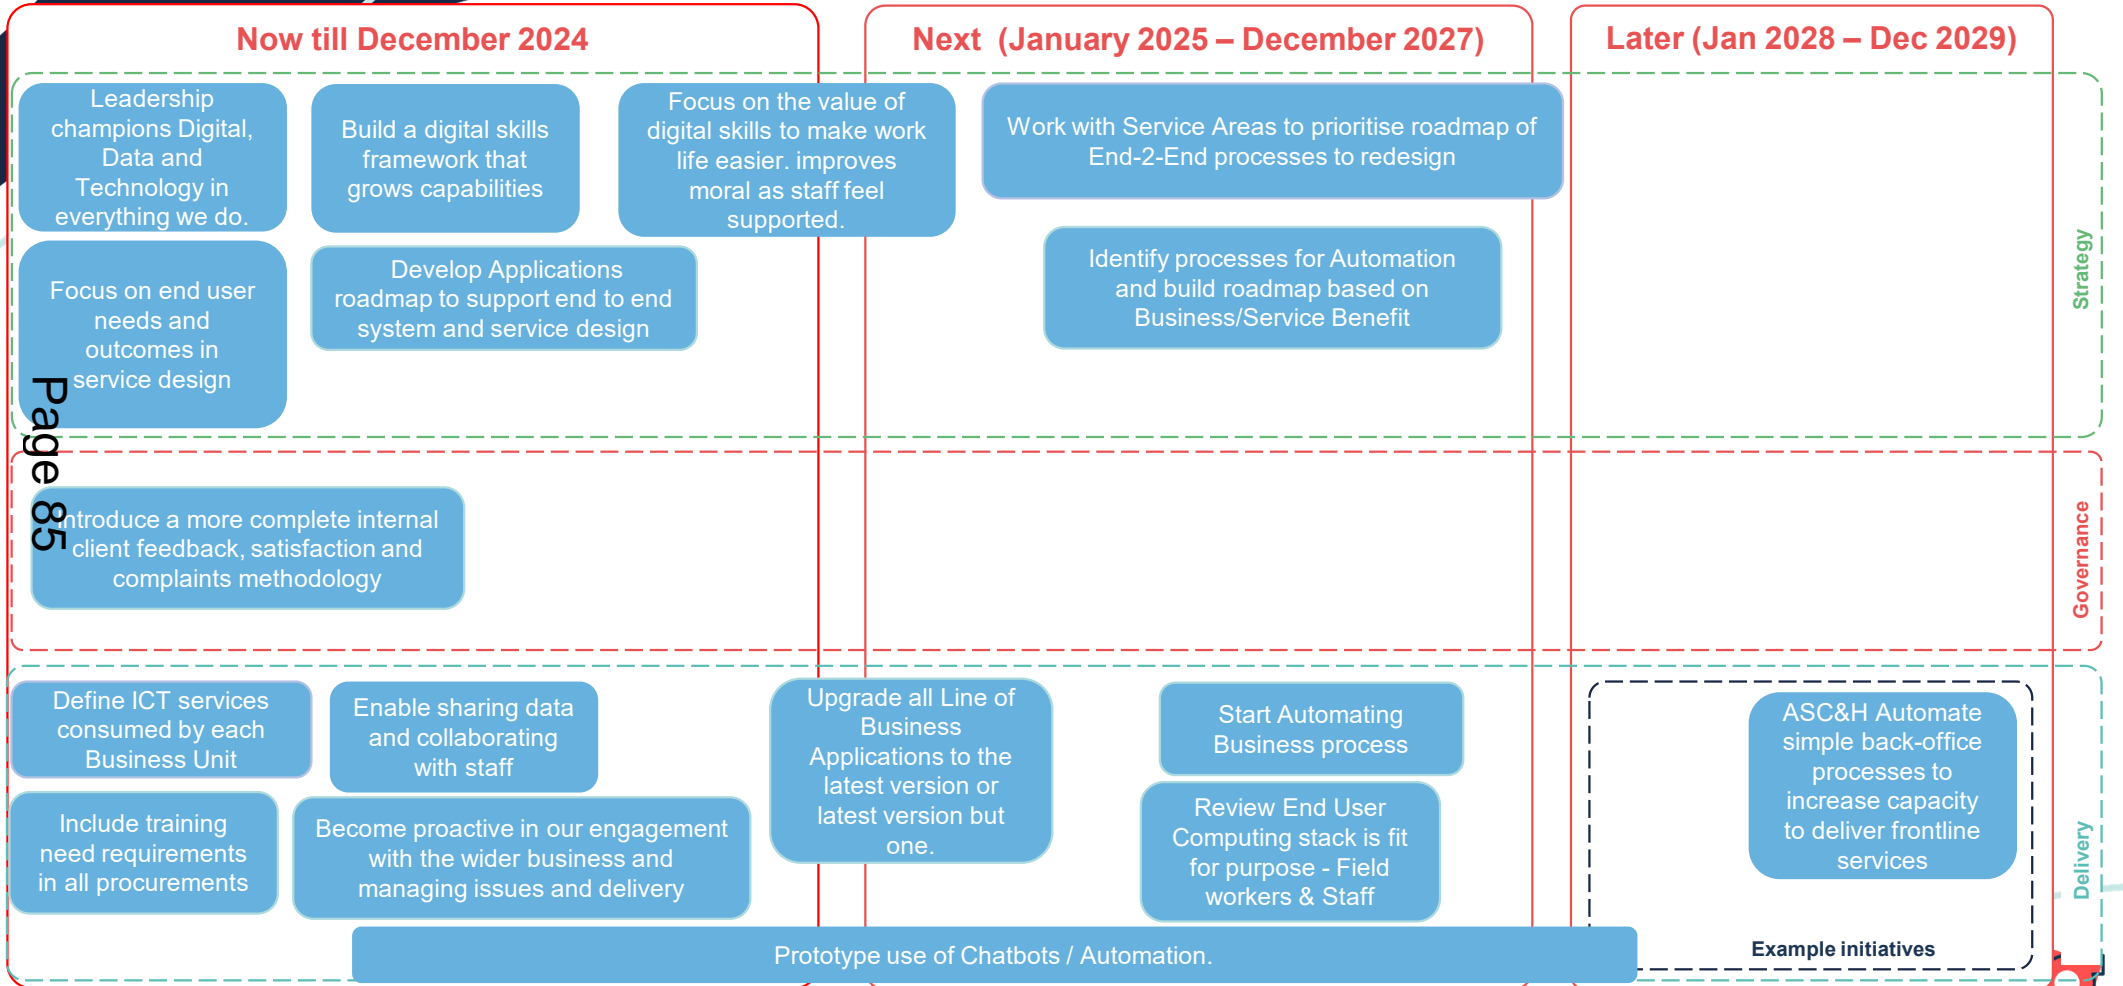 Now till December 2024
Next (January 2025 – December 2027)
Later (Jan 2028 – Dec 2029)
Leadership
champions Digital,
Data and
Technology in
everything we do.
Build a digital skills
framework that
grows capabilities
Focus on the value of
digital skills to make work
life easier. improves
moral as staff feel
supported.
Work with Service Areas to prioritise roadmap of
End-2-End processes to redesign
Focus on end user
needs and
outcomes in
service design
Develop Applications
roadmap to support end to end
system and service design
Identify processes for Automation
and build roadmap based on
Business/Service Benefit
Strategy
Page 85
Introduce a more complete internal
client feedback, satisfaction and
complaints methodology
Governance
Define ICT services
consumed by each
Business Unit
Enable sharing data
and collaborating
with staff
Upgrade all Line of
Business
Applications to the
latest version or
latest version but
one.
Start Automating
Business process
ASC&H Automate
simple back-office
processes to
increase capacity
to deliver frontline
services
Include training
need requirements
in all procurements
Become proactive in our engagement
with the wider business and
managing issues and delivery
Review End User
Computing stack is fit
for purpose - Field
workers & Staff
Delivery
Prototype use of Chatbots / Automation.
Example initiatives